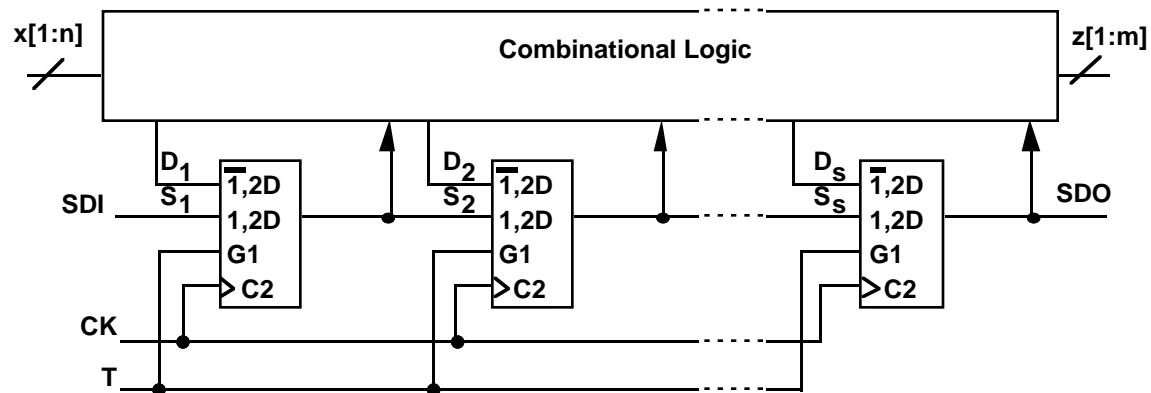 x[1:n]
Combinational Logic
z[1:m]
D1
D2
Ds
1̅,2D
1̅,2D
1̅,2D
SDI
S1
S2
Ss
SDO
1,2D
1,2D
1,2D
G1
G1
G1
C2
C2
C2
CK
T